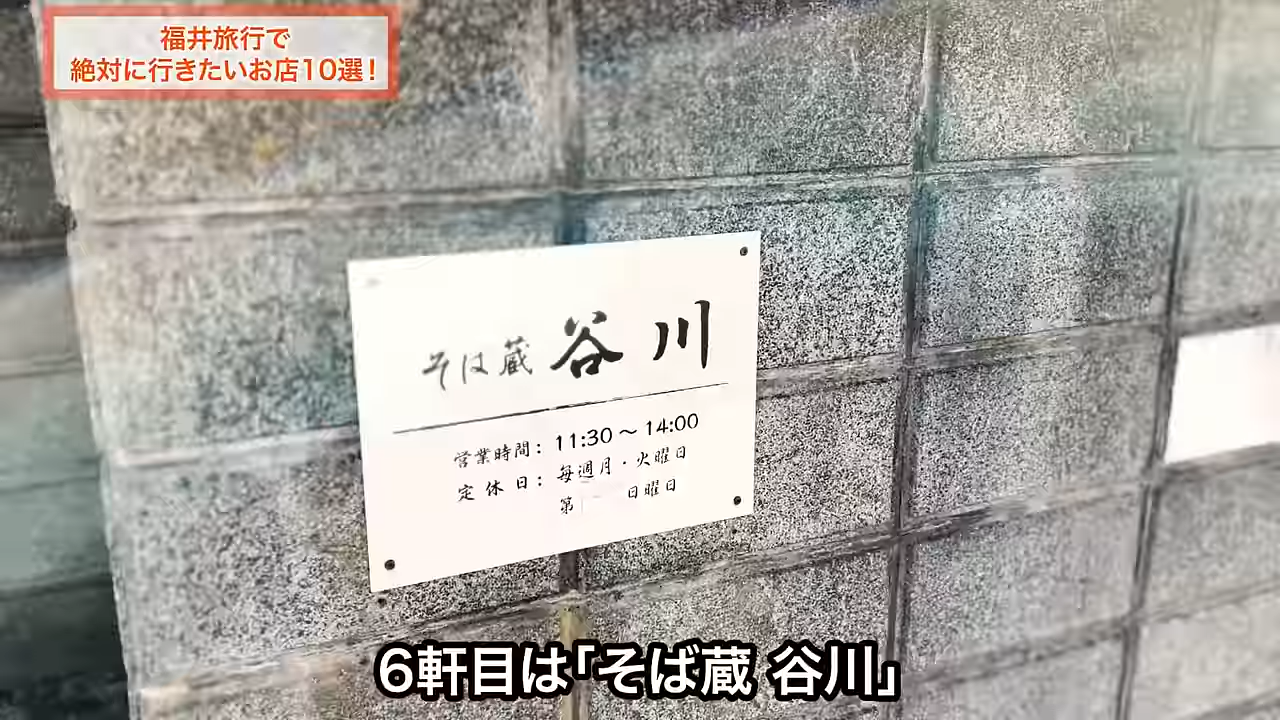 福井旅行で
絶対に行きたいお店10選!
そば蔵 谷川
営業時間:11:30〜14:00
定休日:毎週月・火曜日
第 日曜日
6軒目は「そば蔵 谷川」